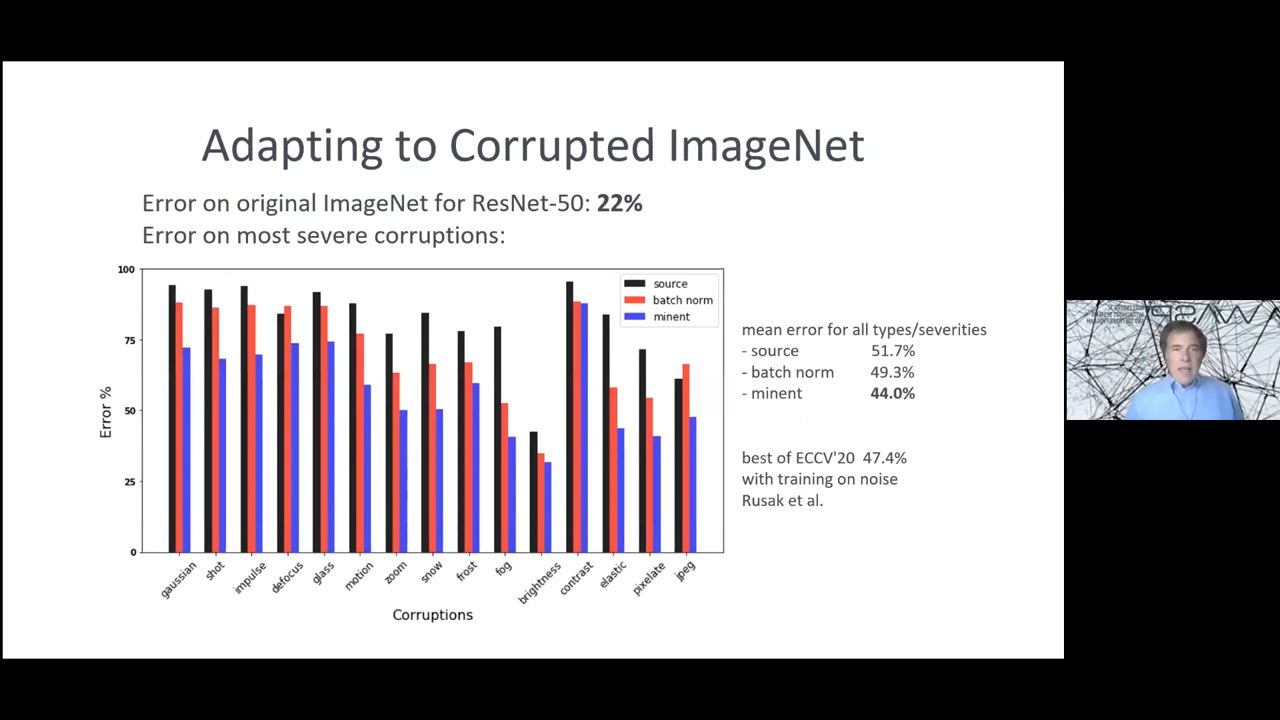 Adapting to Corrupted ImageNet
Error on original ImageNet for ResNet-50: 22%
Error on most severe corruptions:
100
75
50
25
0
Error %
source
batch norm
minent
gaussian
shot
impulse
defocus
glass
motion
zoom
snow
frost
fog
brightness
contrast
elastic
pixelate
jpeg
Corruptions
mean error for all types/severities
- source 51.7%
- batch norm 49.3%
- minent 44.0%
best of ECCV'20 47.4%
with training on noise
Rusak et al.